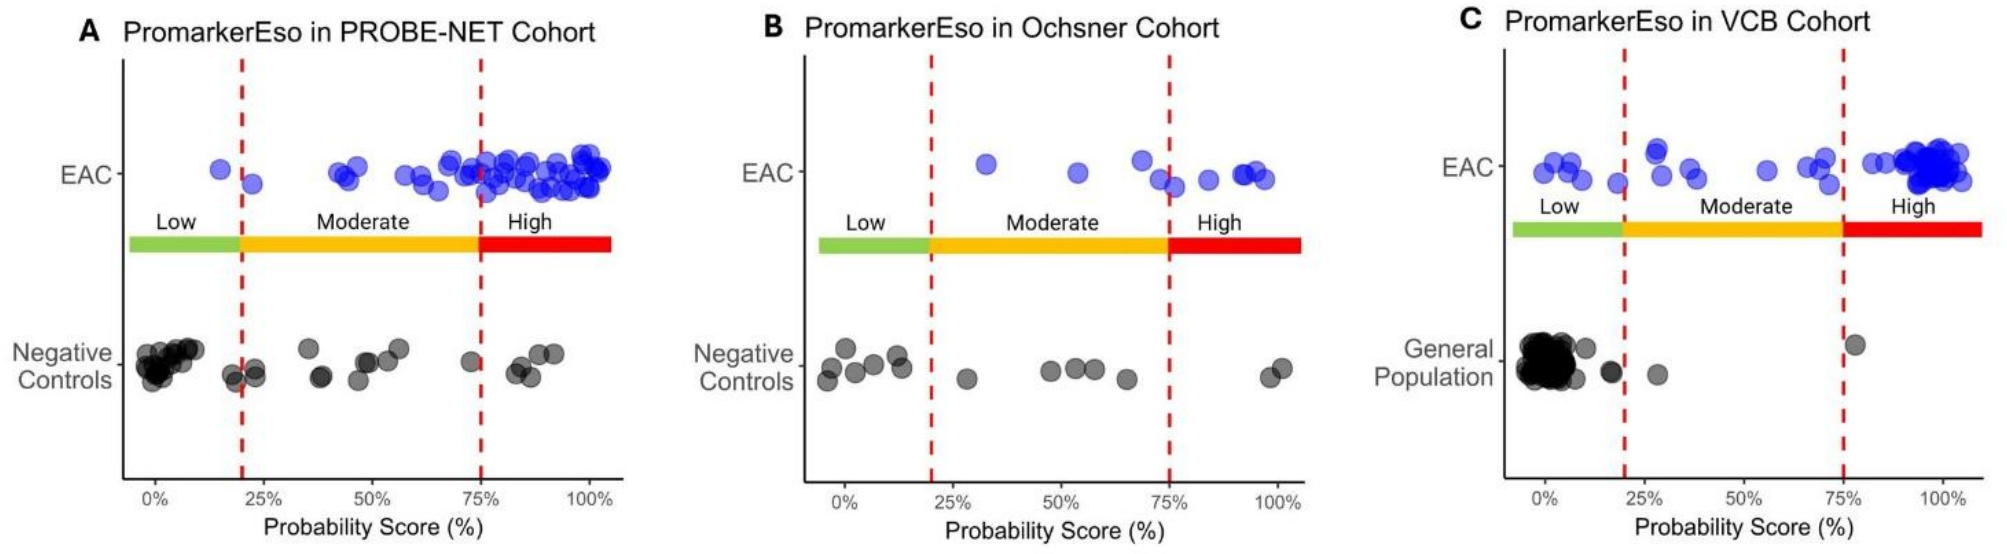 A PromarkerEso in PROBE-NET Cohort
EAC
Low Moderate High
Negative
Controls
0% 25% 50% 75% 100%
Probability Score (%)
B PromarkerEso in Ochsner Cohort
EAC
Low Moderate High
Negative
Controls
0% 25% 50% 75% 100%
Probability Score (%)
C PromarkerEso in VCB Cohort
EAC
Low Moderate High
General
Population
0% 25% 50% 75% 100%
Probability Score (%)